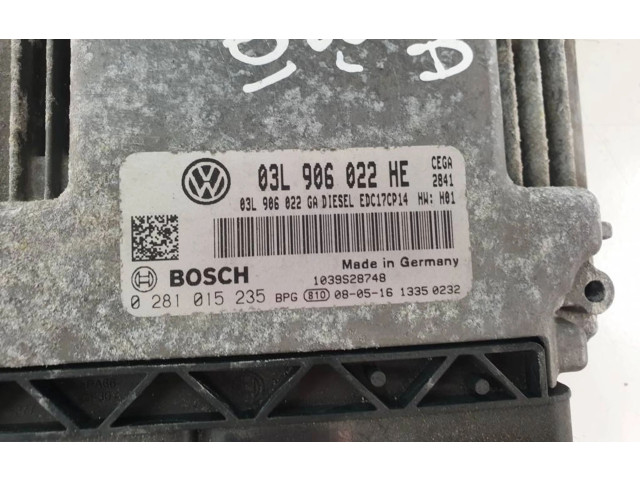 03L 906 022 HE CEGA
2841
03L 906 022 GA DIESEL EDC17CP14 HW: H01
BOSCH
Made in Germany
1039S28748
0 281 015 235 BPG 810 08-05-16 1335 0232